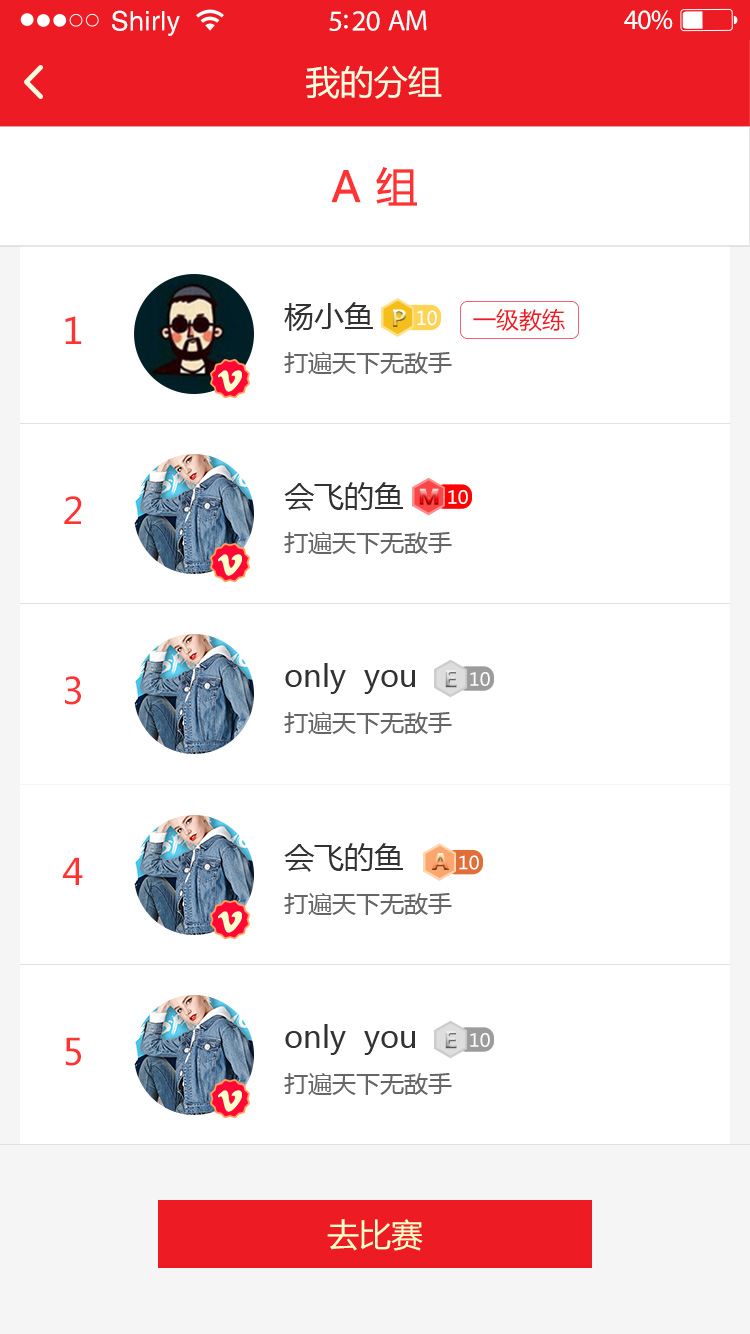 Shirly 5:20 AM 40%
我的分组
A 组
1 杨小鱼 P 10 一级教练
打遍天下无敌手
2 会飞的鱼 M 10
打遍天下无敌手
3 only you E 10
打遍天下无敌手
4 会飞的鱼 A 10
打遍天下无敌手
5 only you E 10
打遍天下无敌手
去比赛